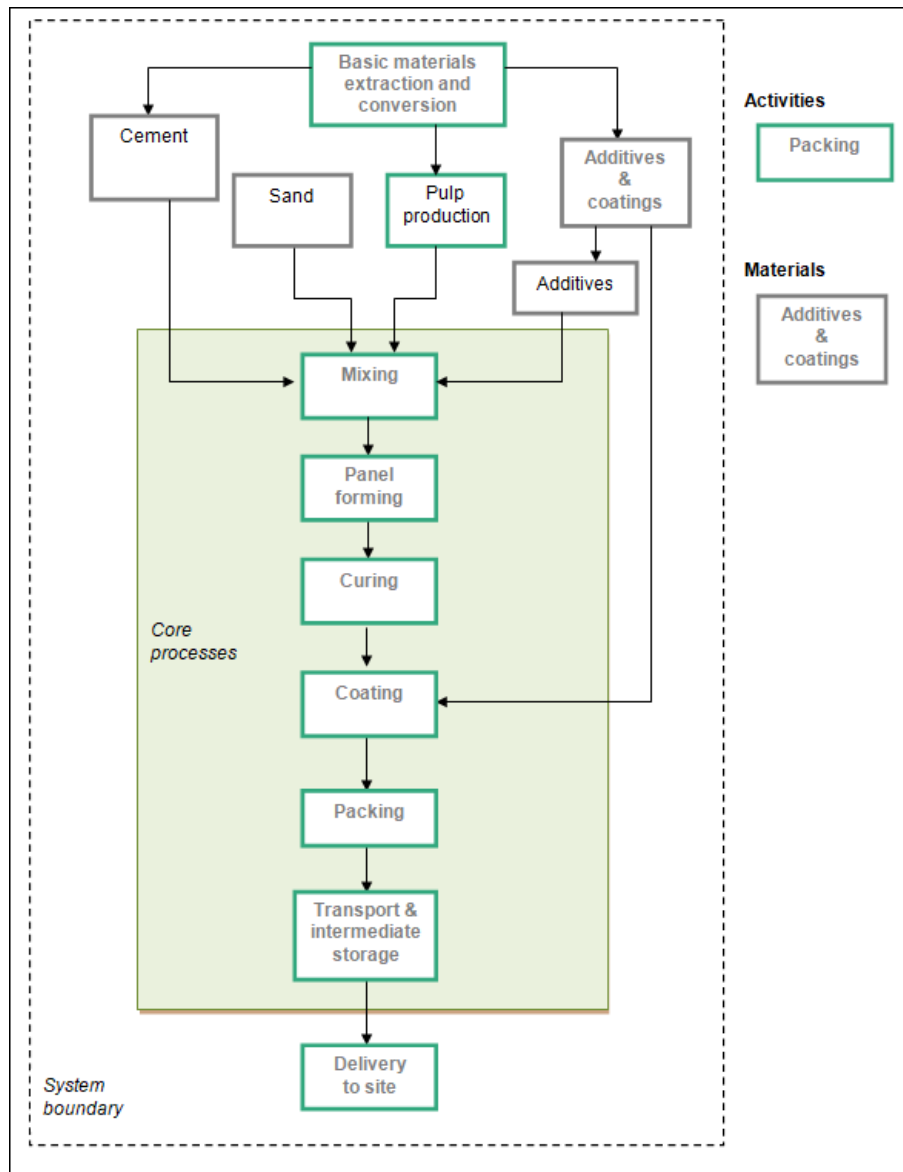 Basic materials
extraction and
conversion
Cement
Sand
Pulp
production
Additives
&
coatings
Additives
Mixing
Panel
forming
Curing
Core
processes
Coating
Packing
Transport &
intermediate
storage
Delivery
to site
System
boundary
Activities
Packing
Materials
Additives
&
coatings